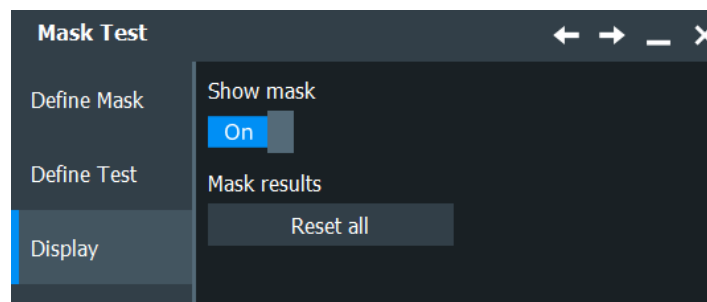 Mask Test
Define Mask
Define Test
Display
Show mask
On
Mask results
Reset all